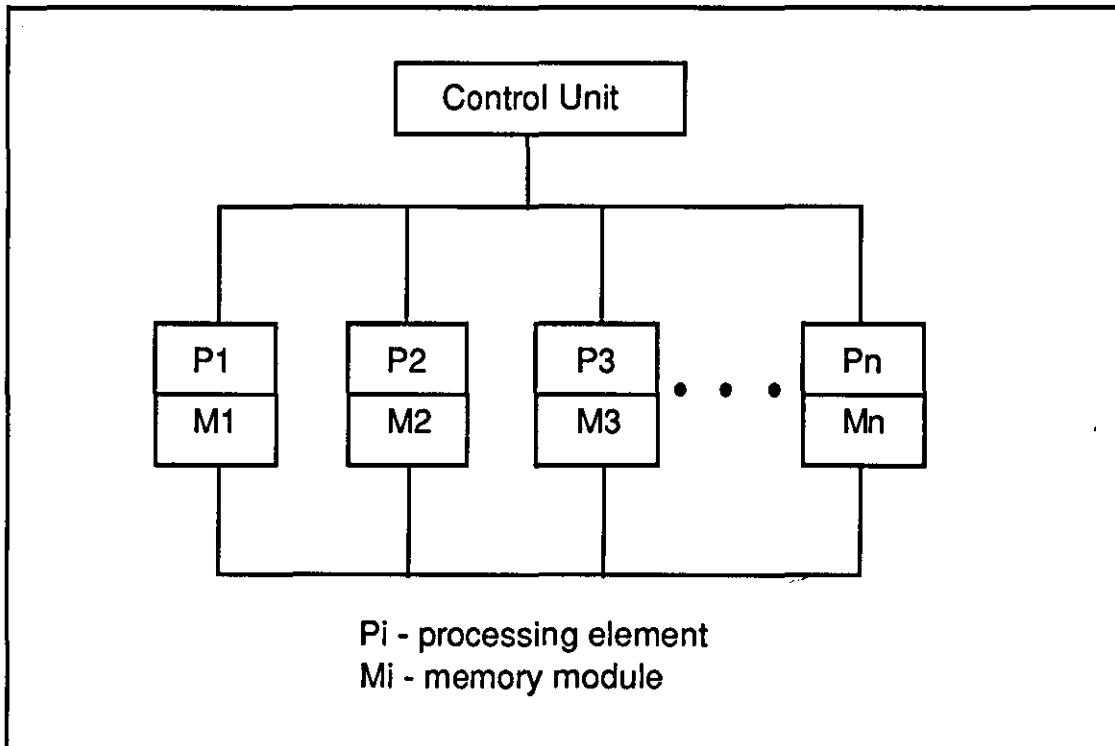 Control Unit
P1
P2
P3
Pn
M1
M2
M3
Mn
Pi - processing element
Mi - memory module